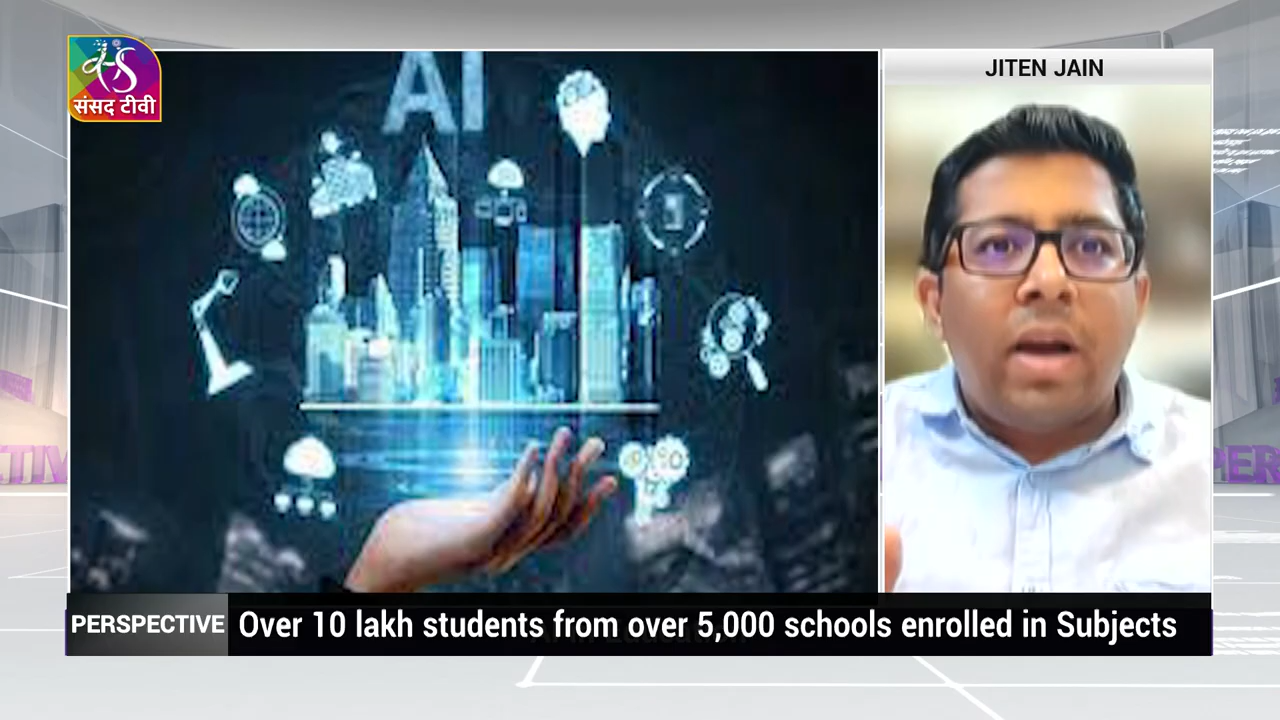 संसद टीवी
AI
JITEN JAIN
PERSPECTIVE
Over 10 lakh students from over 5,000 schools enrolled in Subjects